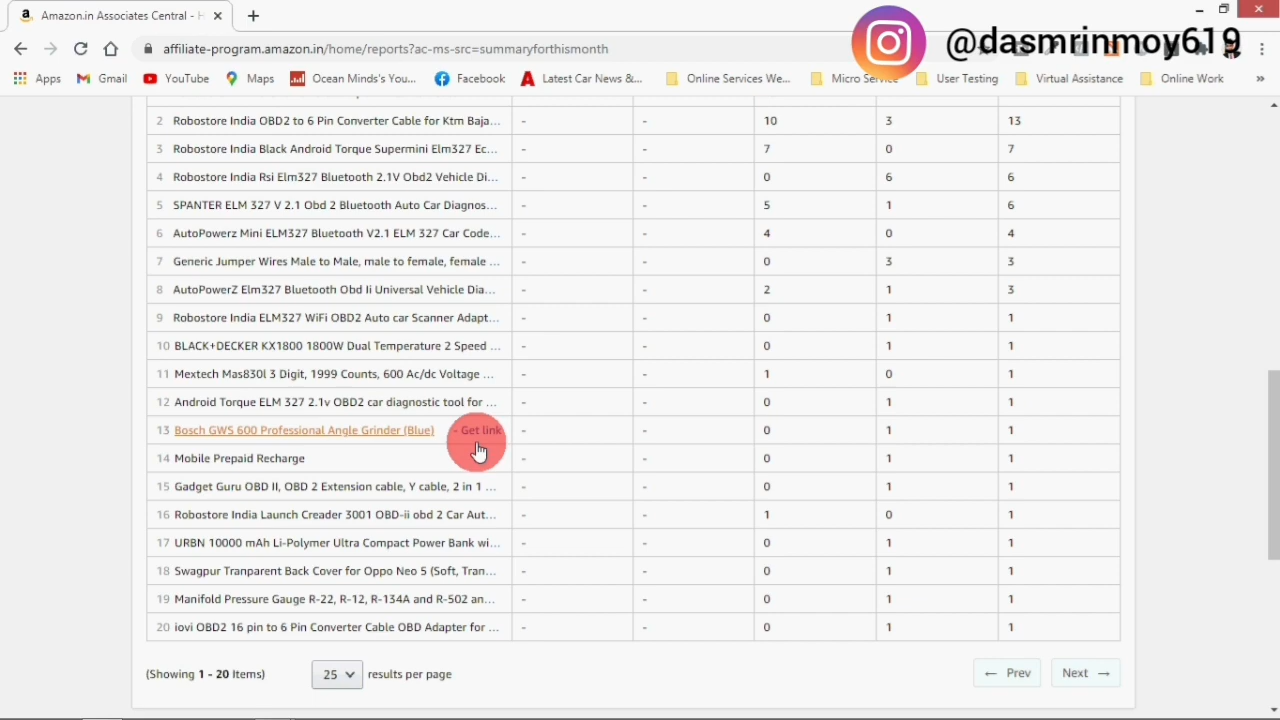 Amazon.in Associates Central - H
affiliate-program.amazon.in/home/reports?ac-ms-src=summaryforthismonth
@dasmrinmoy619
Apps Gmail YouTube Maps Ocean Minds's You... Facebook Latest Car News &... Online Services We... Micro Service User Testing Virtual Assistance Online Work »
2 Robostore India OBD2 to 6 Pin Converter Cable for Ktm Baja... - - 10 3 13
3 Robostore India Black Android Torque Supermini Elm327 Ec... - - 7 0 7
4 Robostore India Rsi Elm327 Bluetooth 2.1V Obd2 Vehicle Di... - - 0 6 6
5 SPANTER ELM 327 V 2.1 Obd 2 Bluetooth Auto Car Diagnos... - - 5 1 6
6 AutoPowerz Mini ELM327 Bluetooth V2.1 ELM 327 Car Code... - - 4 0 4
7 Generic Jumper Wires Male to Male, male to female, female ... - - 0 3 3
8 AutoPowerZ Elm327 Bluetooth Obd Ii Universal Vehicle Dia... - - 2 1 3
9 Robostore India ELM327 WiFi OBD2 Auto car Scanner Adapt... - - 0 1 1
10 BLACK+DECKER KX1800 1800W Dual Temperature 2 Speed ... - - 0 1 1
11 Mextech Mas830l 3 Digit, 1999 Counts, 600 Ac/dc Voltage ... - - 1 0 1
12 Android Torque ELM 327 2.1v OBD2 car diagnostic tool for ... - - 0 1 1
13 Bosch GWS 600 Professional Angle Grinder (Blue) - Get link - - 0 1 1
14 Mobile Prepaid Recharge - - 0 1 1
15 Gadget Guru OBD II, OBD 2 Extension cable, Y cable, 2 in 1 ... - - 0 1 1
16 Robostore India Launch Creader 3001 OBD-ii obd 2 Car Aut... - - 1 0 1
17 URBN 10000 mAh Li-Polymer Ultra Compact Power Bank wi... - - 0 1 1
18 Swagpur Tranparent Back Cover for Oppo Neo 5 (Soft, Tran... - - 0 1 1
19 Manifold Pressure Gauge R-22, R-12, R-134A and R-502 an... - - 0 1 1
20 iovi OBD2 16 pin to 6 Pin Converter Cable OBD Adapter for ... - - 0 1 1
(Showing 1 - 20 Items) 25 results per page ← Prev Next →